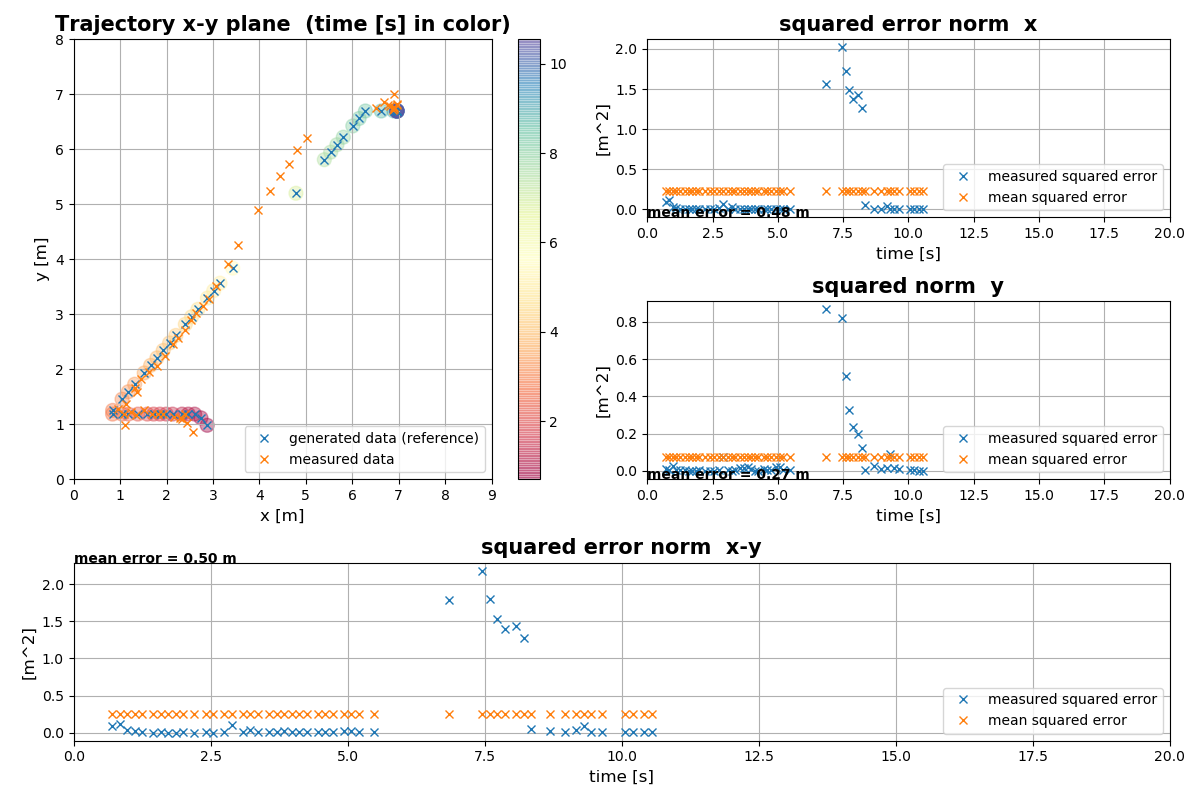 Trajectory x-y plane  (time [s] in color)
8
7
6
5
4
3
2
1
0
y [m]
0 1 2 3 4 5 6 7 8 9
x [m]
generated data (reference)
measured data
10
8
6
4
2
squared error norm  x
2.0
1.5
1.0
0.5
0.0
[m^2]
measured squared error
mean squared error
mean error = 0.48 m
0.0 2.5 5.0 7.5 10.0 12.5 15.0 17.5 20.0
time [s]
squared norm  y
0.8
0.6
0.4
0.2
0.0
[m^2]
measured squared error
mean squared error
mean error = 0.27 m
0.0 2.5 5.0 7.5 10.0 12.5 15.0 17.5 20.0
time [s]
squared error norm  x-y
mean error = 0.50 m
2.0
1.5
1.0
0.5
0.0
[m^2]
measured squared error
mean squared error
0.0 2.5 5.0 7.5 10.0 12.5 15.0 17.5 20.0
time [s]